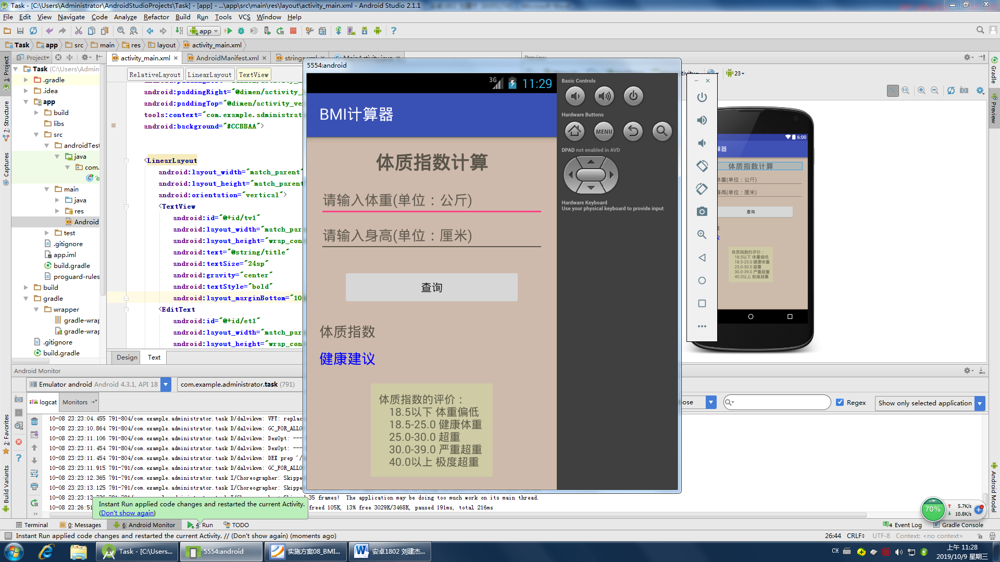 Task - [C:\Users\Administrator\AndroidStudioProjects\Task] - [app] - ...\app\src\main\res\layout\activity_main.xml - Android Studio 2.1.1
File Edit View Navigate Code Analyze Refactor Build Run Tools VCS Window Help
app
Task app src main res layout activity_main.xml
Project
activity_main.xml AndroidManifest.xml
Task (C:\Users\Admin
.gradle
.idea
app
build
libs
src
androidTest
java
com.
main
java
res
Android
test
.gitignore
app.iml
build.gradle
proguard-rules
build
gradle
wrapper
gradle-wrap
gradle-wrap
.gitignore
build.gradle
1: Project
7: Structure
Captures
2: Favorites
Build Variants
RelativeLayout LinearLayout TextView
android:paddingRight="@dimen/activity_
android:paddingTop="@dimen/activity_ve
tools:context="com.example.administrat
android:background="#CCBBAA">
<LinearLayout
android:layout_width="match_parent"
android:layout_height="match_parent
android:orientation="vertical">
<TextView
android:id="@+id/tv1"
android:layout_width="match_par
android:layout_height="wrap_con
android:text="@string/title"
android:textSize="24sp"
android:gravity="center"
android:textStyle="bold"
android:layout_marginBottom="10
<EditText
android:id="@+id/et1"
android:layout_width="match_par
android:layout_height="wrap_con
Design Text
5554:android
3G 11:29
BMI计算器
体质指数计算
请输入体重(单位：公斤)
请输入身高(单位：厘米)
查询
体质指数
健康建议
体质指数的评价：
18.5以下 体重偏低
18.5-25.0 健康体重
25.0-30.0 超重
30.0-39.0 严重超重
40.0以上 极度超重
Basic Controls
Hardware Buttons
MENU
DPAD not enabled in AVD
Hardware Keyboard
Use your physical keyboard to provide input
23
6:00
算器
体质指数计算
体重(单位：公斤)
身高(单位：厘米)
查询
体质指数的评价：
18.5以下 体重偏低
18.5-25.0 健康体重
25.0-30.0 超重
30.0-39.0 严重超重
40.0以上 极度超重
Gradle
Preview
Android Model
Android Monitor
Emulator android Android 4.3.1, API 18 com.example.administrator.task (791)
logcat Monitors
ose Regex Show only selected application
10-08 23:23:04.455 791-804/com.example.administrator.task D/dalvikvm: VFY: replac
10-08 23:23:10.864 791-804/com.example.administrator.task D/dalvikvm: GC_FOR_ALLO
10-08 23:23:11.106 791-804/com.example.administrator.task D/dalvikvm: DexOpt: ---
10-08 23:23:11.454 791-804/com.example.administrator.task D/dalvikvm: DexOpt: ---
10-08 23:23:11.454 791-804/com.example.administrator.task D/dalvikvm: DEX prep '/
10-08 23:23:11.915 791-791/com.example.administrator.task D/dalvikvm: GC_FOR_ALLO
10-08 23:23:12.365 791-791/com.example.administrator.task I/Choreographer: Skippe
10-08 23:23:13.125 791-791/com.example.administrator.task I/Choreographer: Skippe
10-08 23:23:13 35 frames! The application may be doing too much work on its main thread.
10-08 23:26:51 freed 105K, 13% free 3029K/3468K, paused 191ms, total 216ms
Instant Run applied code changes and restarted the current Activity.
(Don't show again)
70% 5.7K/s
10.8K/s
Terminal 0: Messages 6: Android Monitor 4: Run TODO 4 Event Log Gradle Console
Instant Run applied code changes and restarted the current Activity. // (Don't show again) (moments ago) 26:44 CRLF UTF-8 Context: <no context>
Task - [C:\Users... 5554:android 实施方案08_BMI... 安卓1802 刘建杰...
CH 上午 11:28
2019/10/9 星期三